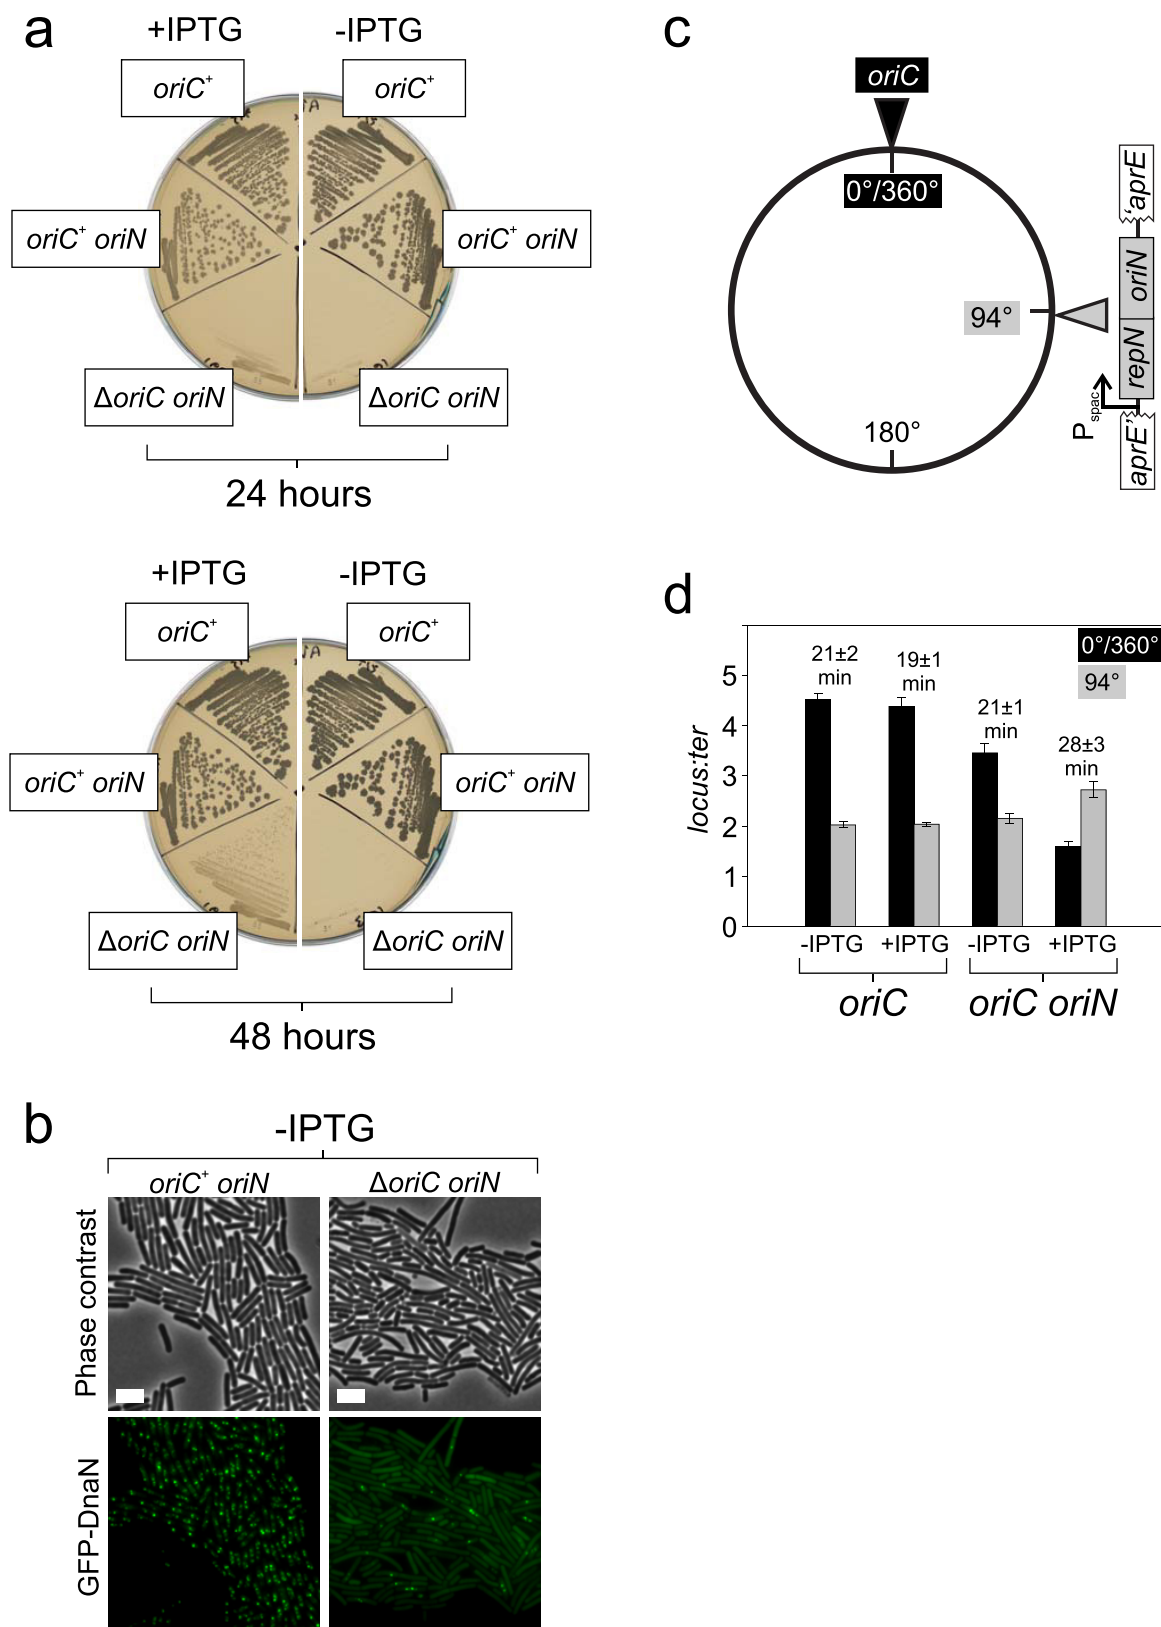 a
+IPTG -IPTG
oriC⁺ oriC⁺
oriC⁺ oriN oriC⁺ oriN
ΔoriC oriN ΔoriC oriN
24 hours
+IPTG -IPTG
oriC⁺ oriC⁺
oriC⁺ oriN oriC⁺ oriN
ΔoriC oriN ΔoriC oriN
48 hours
b
-IPTG
oriC⁺ oriN ΔoriC oriN
Phase contrast
GFP-DnaN
c
oriC
0°/360°
94°
180°
'aprE
oriN
repN
Pspac
aprE'
d
0°/360°
94°
21±2
min
19±1
min
21±1
min
28±3
min
locus:ter
5
4
3
2
1
0
-IPTG +IPTG -IPTG +IPTG
oriC oriC oriN